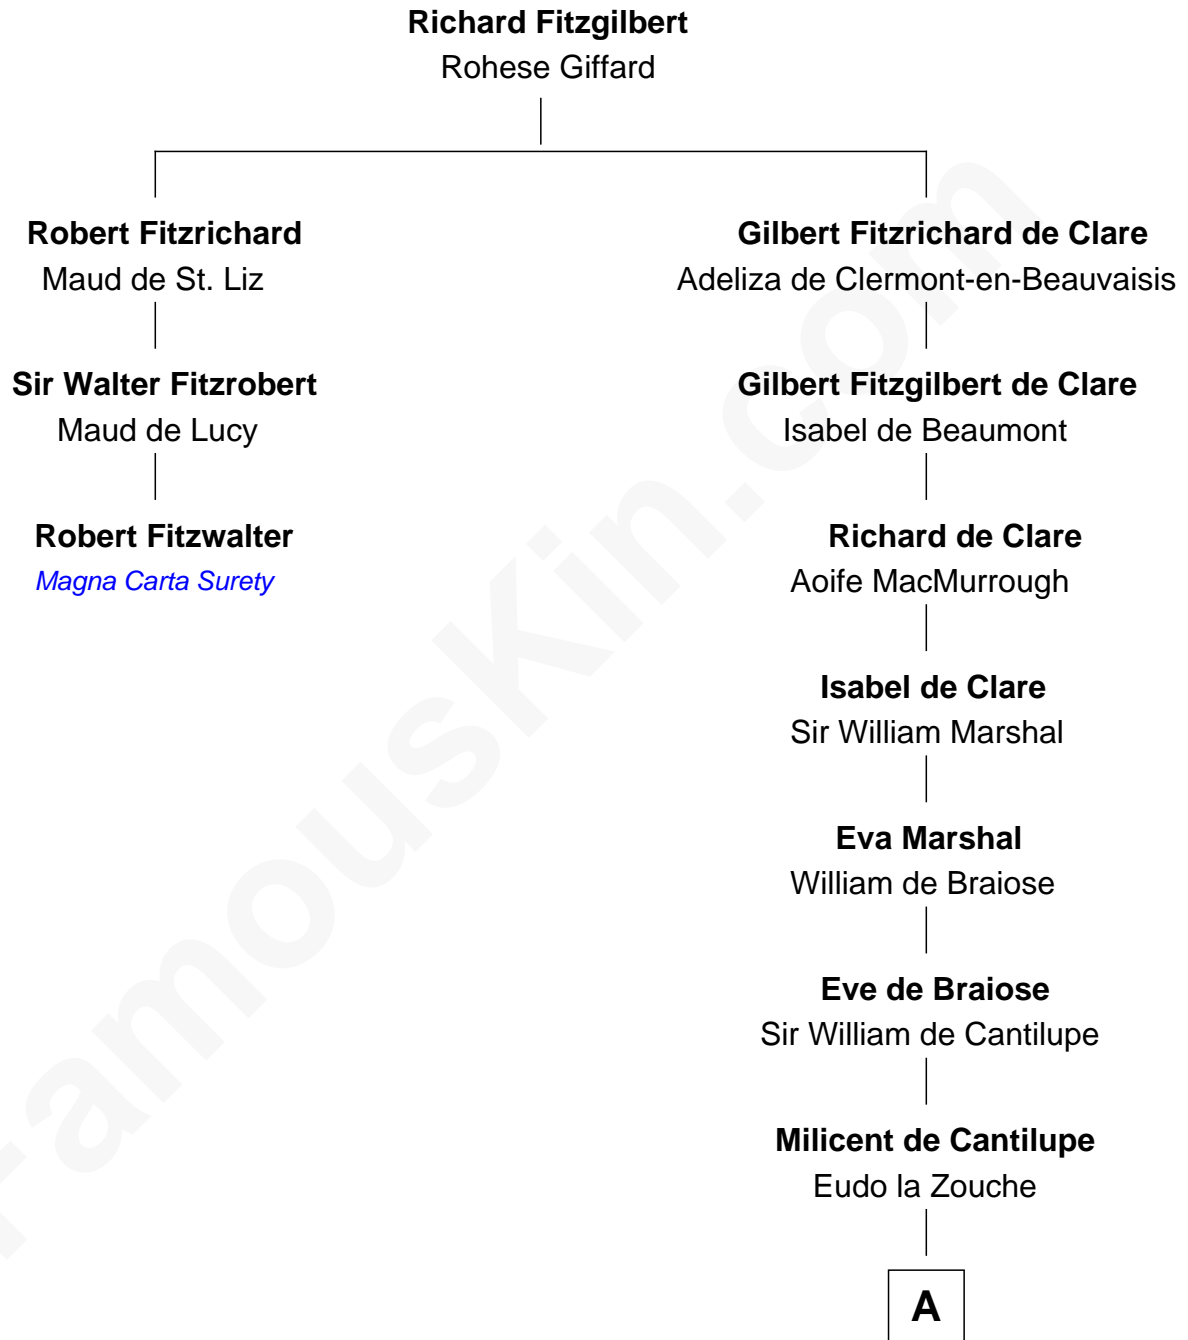 Richard Fitzgilbert
Rohese Giffard
Robert Fitzrichard
Maud de St. Liz
Gilbert Fitzrichard de Clare
Adeliza de Clermont-en-Beauvaisis
Sir Walter Fitzrobert
Maud de Lucy
Gilbert Fitzgilbert de Clare
Isabel de Beaumont
Robert Fitzwalter
Magna Carta Surety
Richard de Clare
Aoife MacMurrough
Isabel de Clare
Sir William Marshal
Eva Marshal
William de Braiose
Eve de Braiose
Sir William de Cantilupe
Milicent de Cantilupe
Eudo la Zouche
A
FamousKin.com